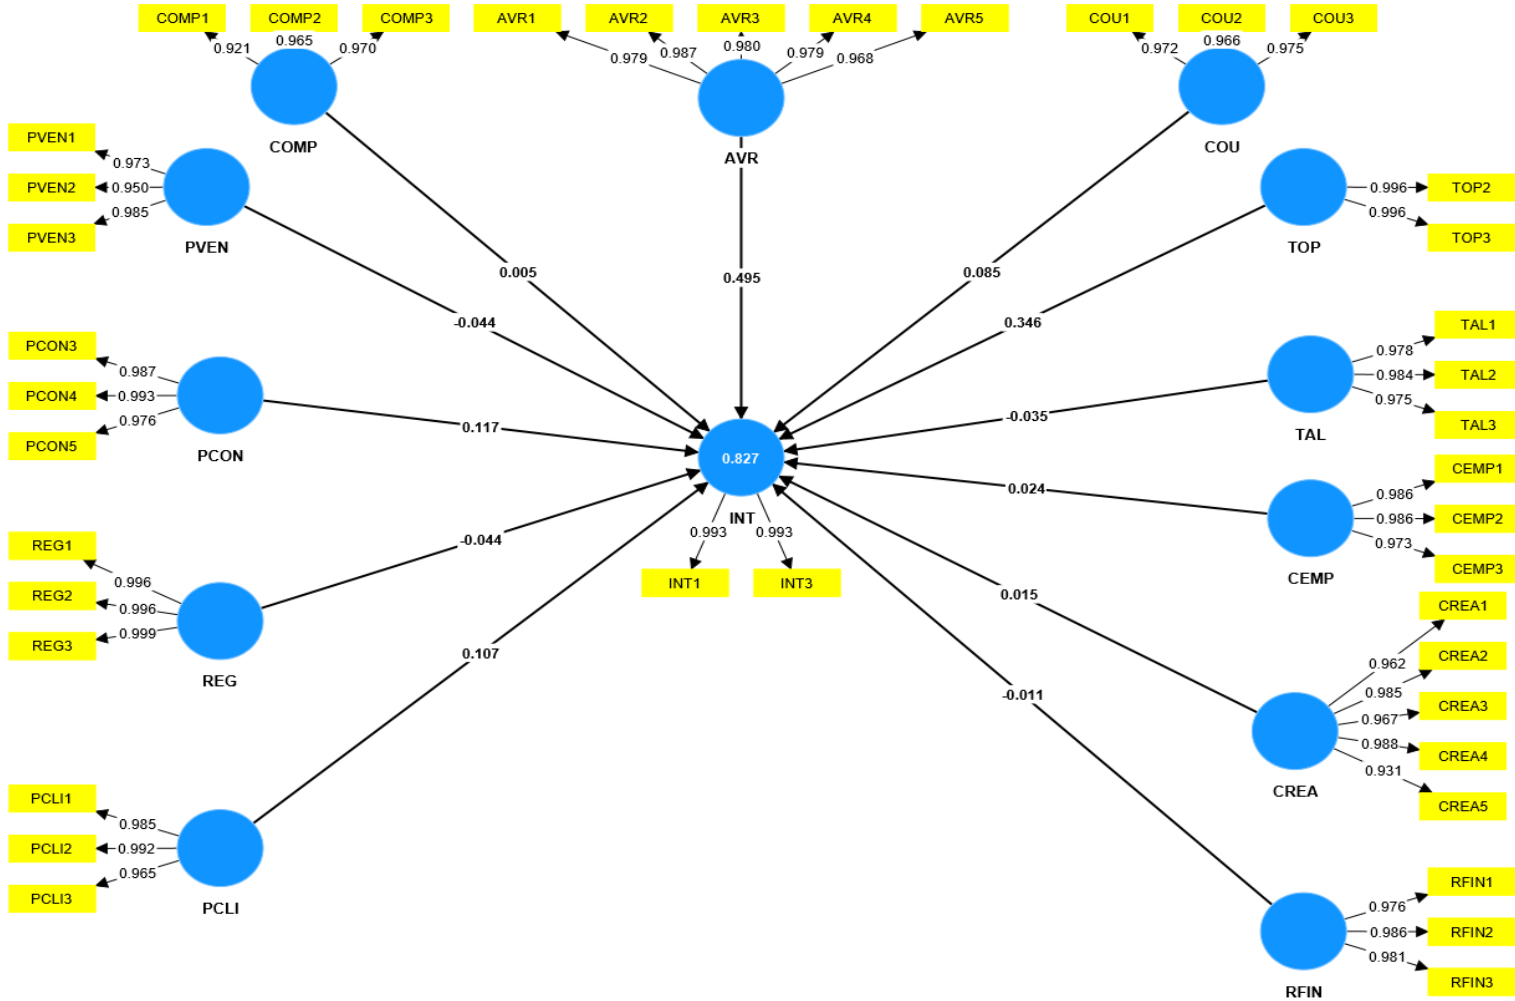 COMP1 COMP2 COMP3 AVR1 AVR2 AVR3 AVR4 AVR5 COU1 COU2 COU3
0.921 0.965 0.970 0.979 0.987 0.980 0.979 0.968 0.972 0.966 0.975
COMP AVR COU
PVEN1
0.973
PVEN2 0.950
0.985
PVEN3
PVEN
0.996 TOP2
0.996
TOP3
TOP
0.005 0.495 0.085
-0.044 0.346
PCON3
0.987
PCON4 0.993
0.976
PCON5
PCON
0.117
TAL1
0.978
0.984 TAL2
0.975
TAL3
TAL
-0.035
0.827
INT
0.993 0.993
INT1 INT3
0.024
CEMP1
0.986
0.986 CEMP2
0.973
CEMP3
CEMP
REG1
0.996
REG2 0.996
0.999
REG3
REG
-0.044
0.015
CREA1
0.962
CREA2
0.985
CREA3
0.967
0.988 CREA4
0.931
CREA5
CREA
0.107
-0.011
PCLI1
0.985
PCLI2 0.992
0.965
PCLI3
PCLI
RFIN1
0.976
0.986 RFIN2
0.981
RFIN3
RFIN